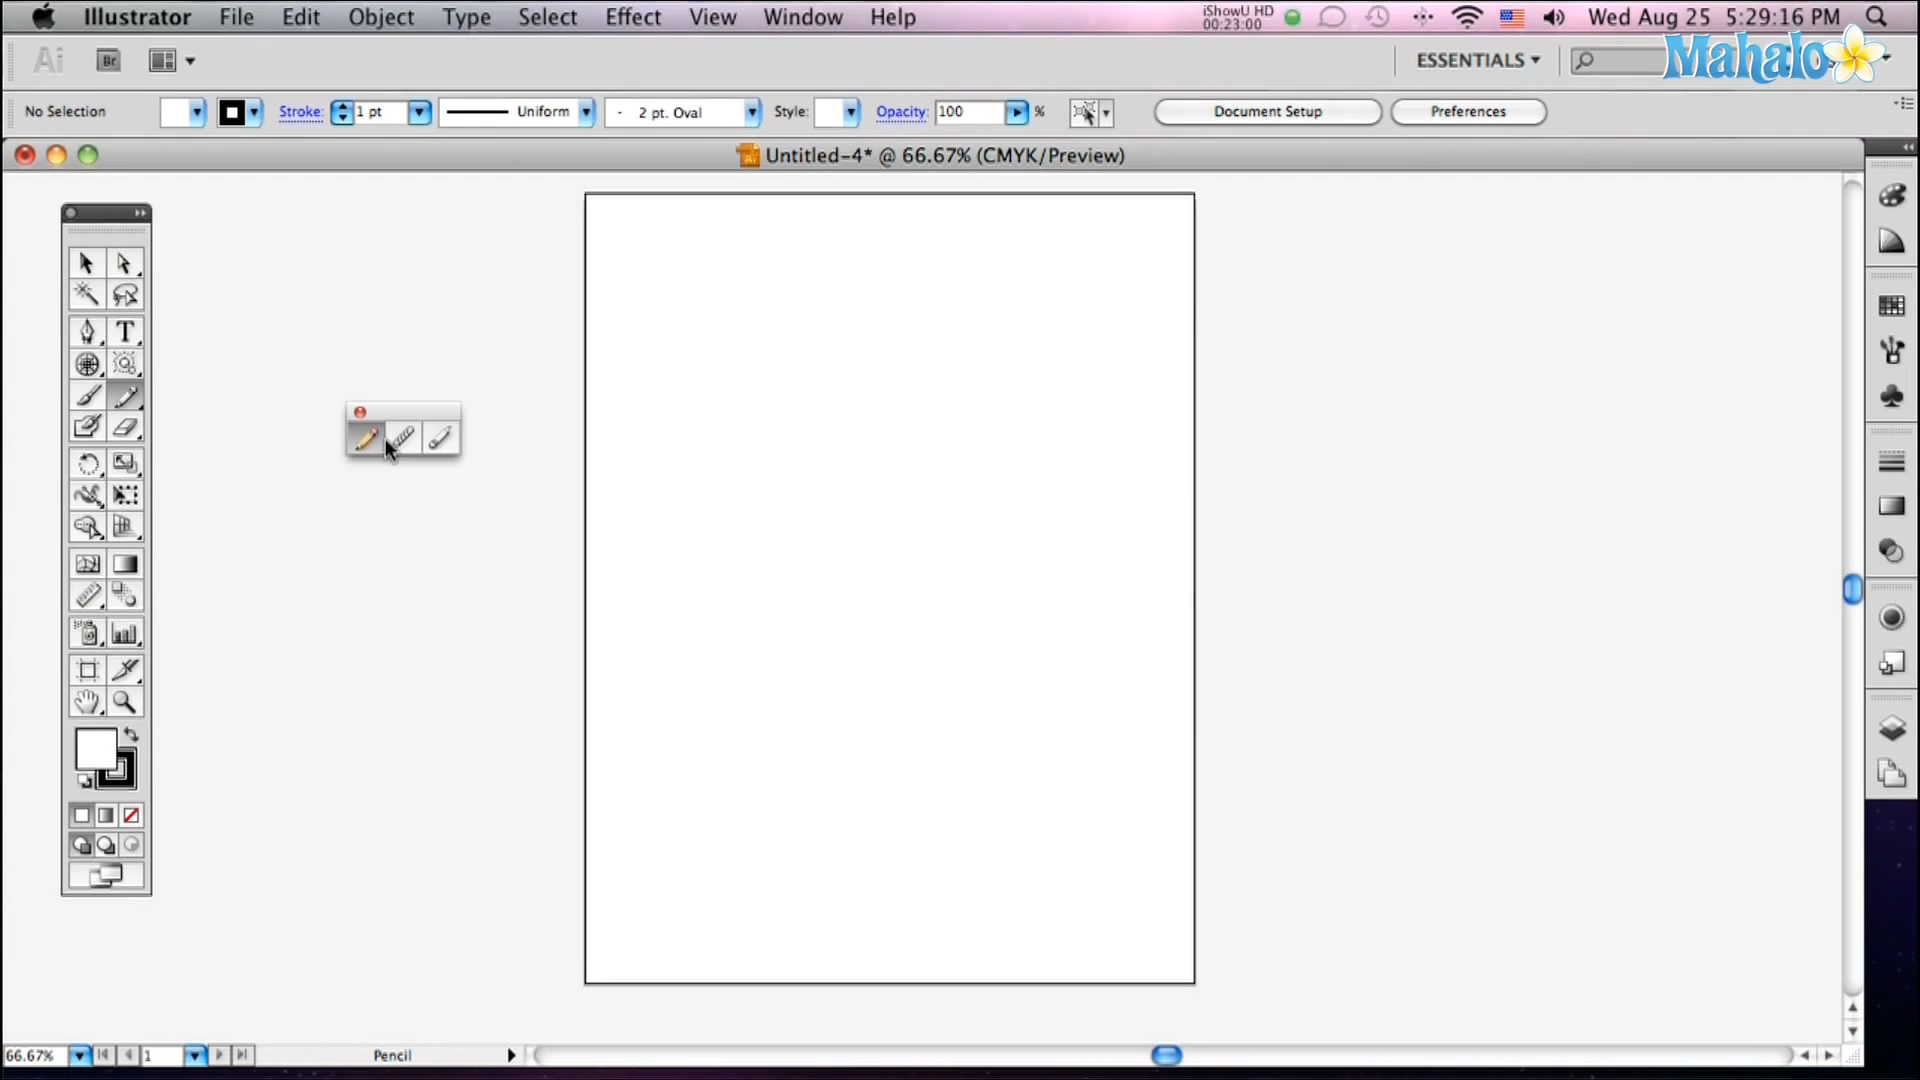 Illustrator File Edit Object Type Select Effect View Window Help iShowU HD 00:23:00 Wed Aug 25 5:29:16 PM
Ai Br ESSENTIALS Mahalo
No Selection Stroke: 1 pt Uniform 2 pt. Oval Style: Opacity: 100 % Document Setup Preferences
Untitled-4* @ 66.67% (CMYK/Preview)
T
66.67% 1 Pencil